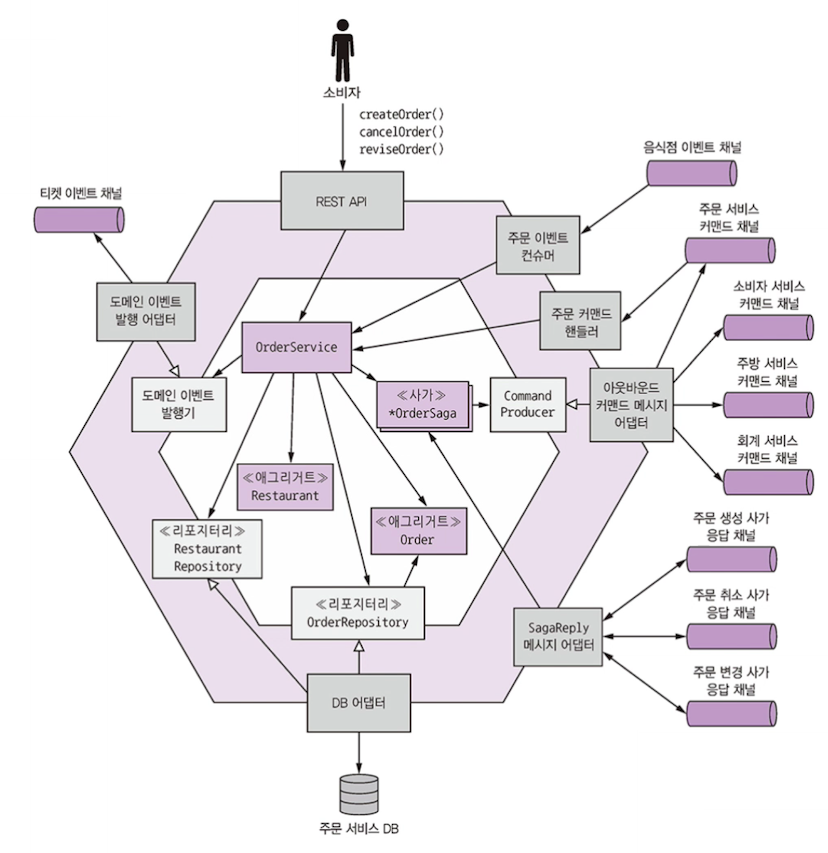 소비자
createOrder()
cancelOrder()
reviseOrder()
음식점 이벤트 채널
티켓 이벤트 채널
REST API
주문 이벤트
컨슈머
주문 서비스
커맨드 채널
도메인 이벤트
발행 어댑터
주문 커맨드
핸들러
소비자 서비스
커맨드 채널
OrderService
도메인 이벤트
발행기
≪사가≫
*OrderSaga
Command
Producer
아웃바운드
커맨드 메시지
어댑터
주방 서비스
커맨드 채널
회계 서비스
커맨드 채널
≪애그리거트≫
Restaurant
≪애그리거트≫
Order
≪리포지터리≫
Restaurant
Repository
주문 생성 사가
응답 채널
≪리포지터리≫
OrderRepository
SagaReply
메시지 어댑터
주문 취소 사가
응답 채널
주문 변경 사가
응답 채널
DB 어댑터
주문 서비스 DB